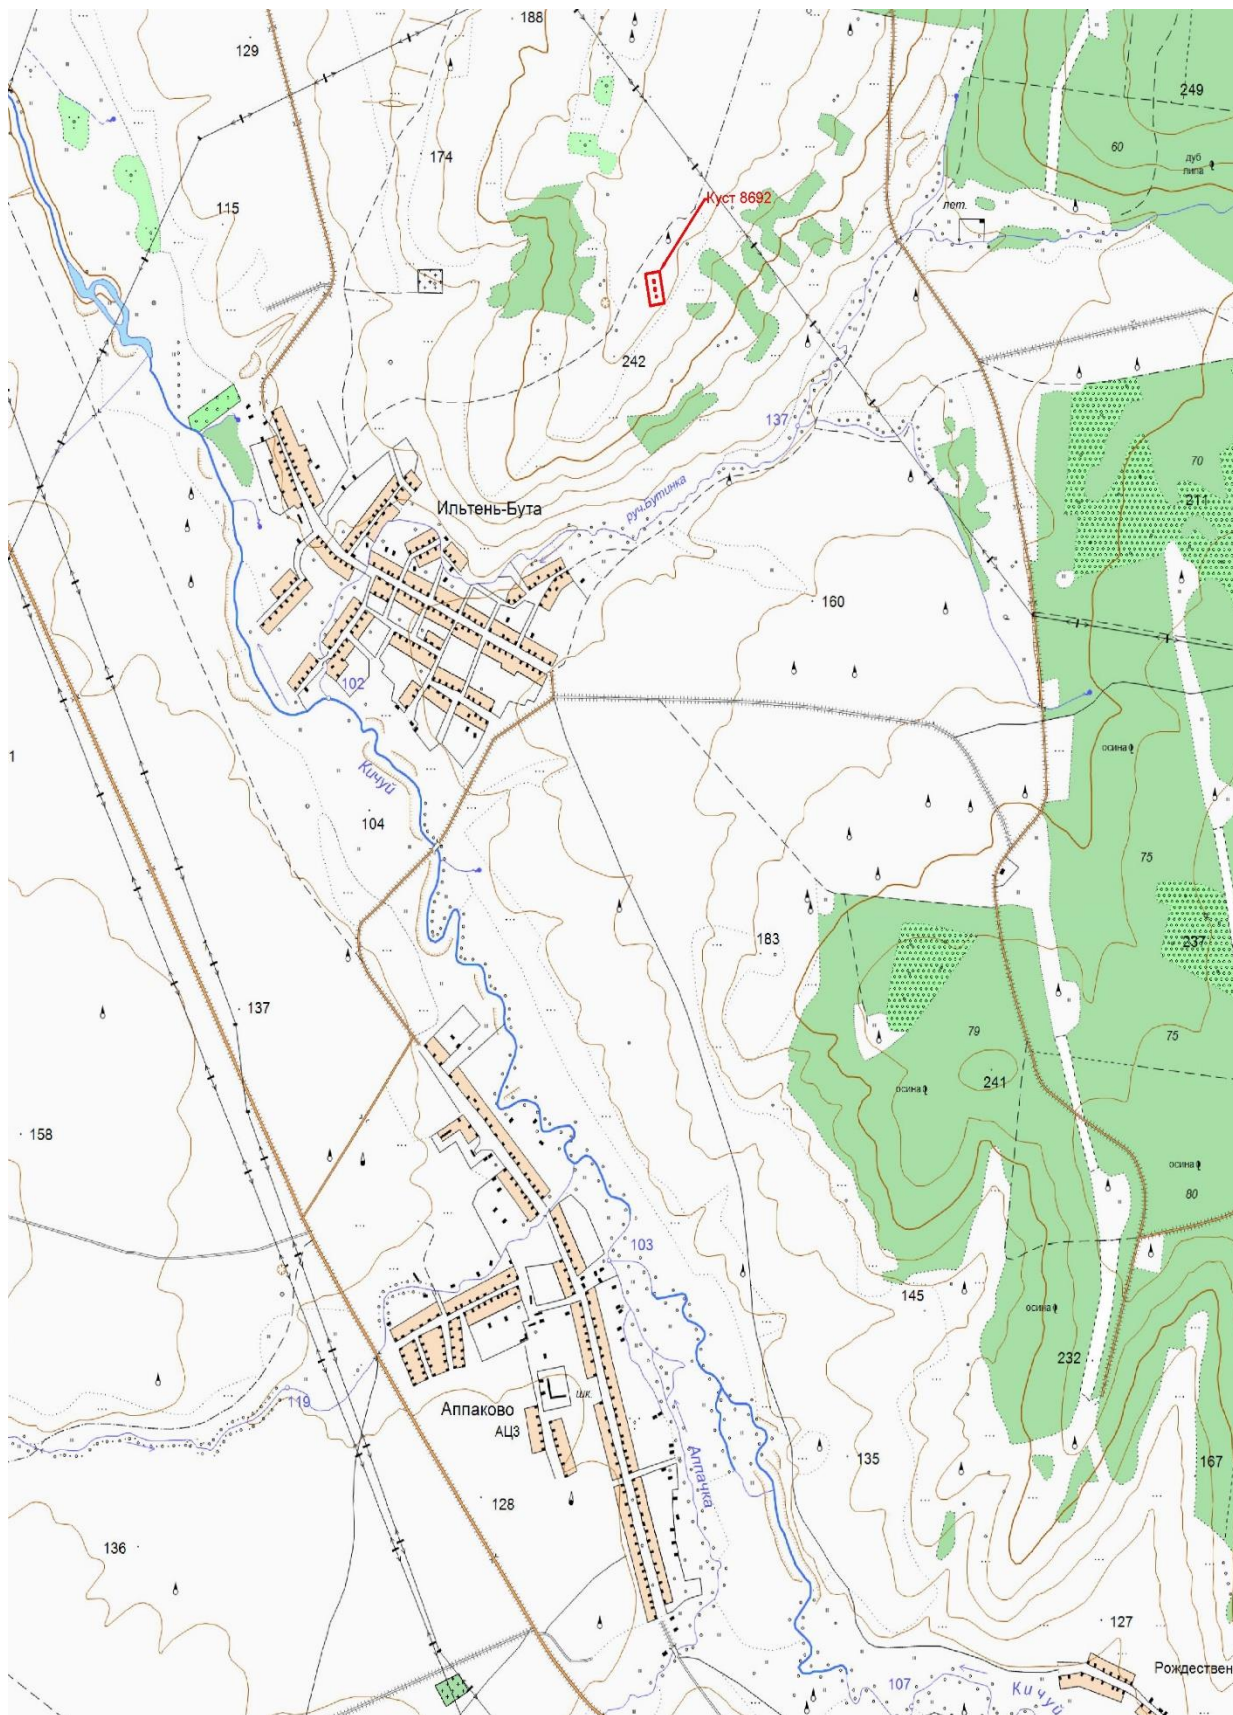 188
129
249
60
174
дуб
липа
Куст 8692
115
лет.
242
137
70
211
Ильтень-Бута
руч.Бутинка
160
102
осина
1
Кичуй
104
75
183
237
137
79
75
241
осина
158
осина
80
103
145
осина
232
119
шк.
Аппаково
АЦЗ
Аппачка
135
167
128
136
127
Рождествен
107
Кичуй